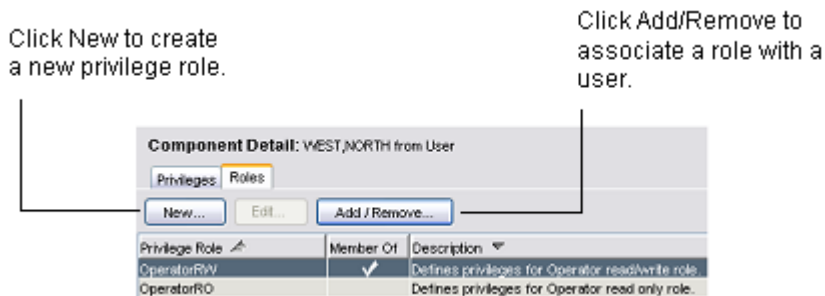 Click New to create
a new privilege role.
Click Add/Remove to
associate a role with a
user.
Component Detail: WEST,NORTH from User
Privileges Roles
New... Edit... Add / Remove...
Privilege Role Member Of Description
OperatorRW Defines privileges for Operator read/write role.
OperatorRO Defines privileges for Operator read only role.